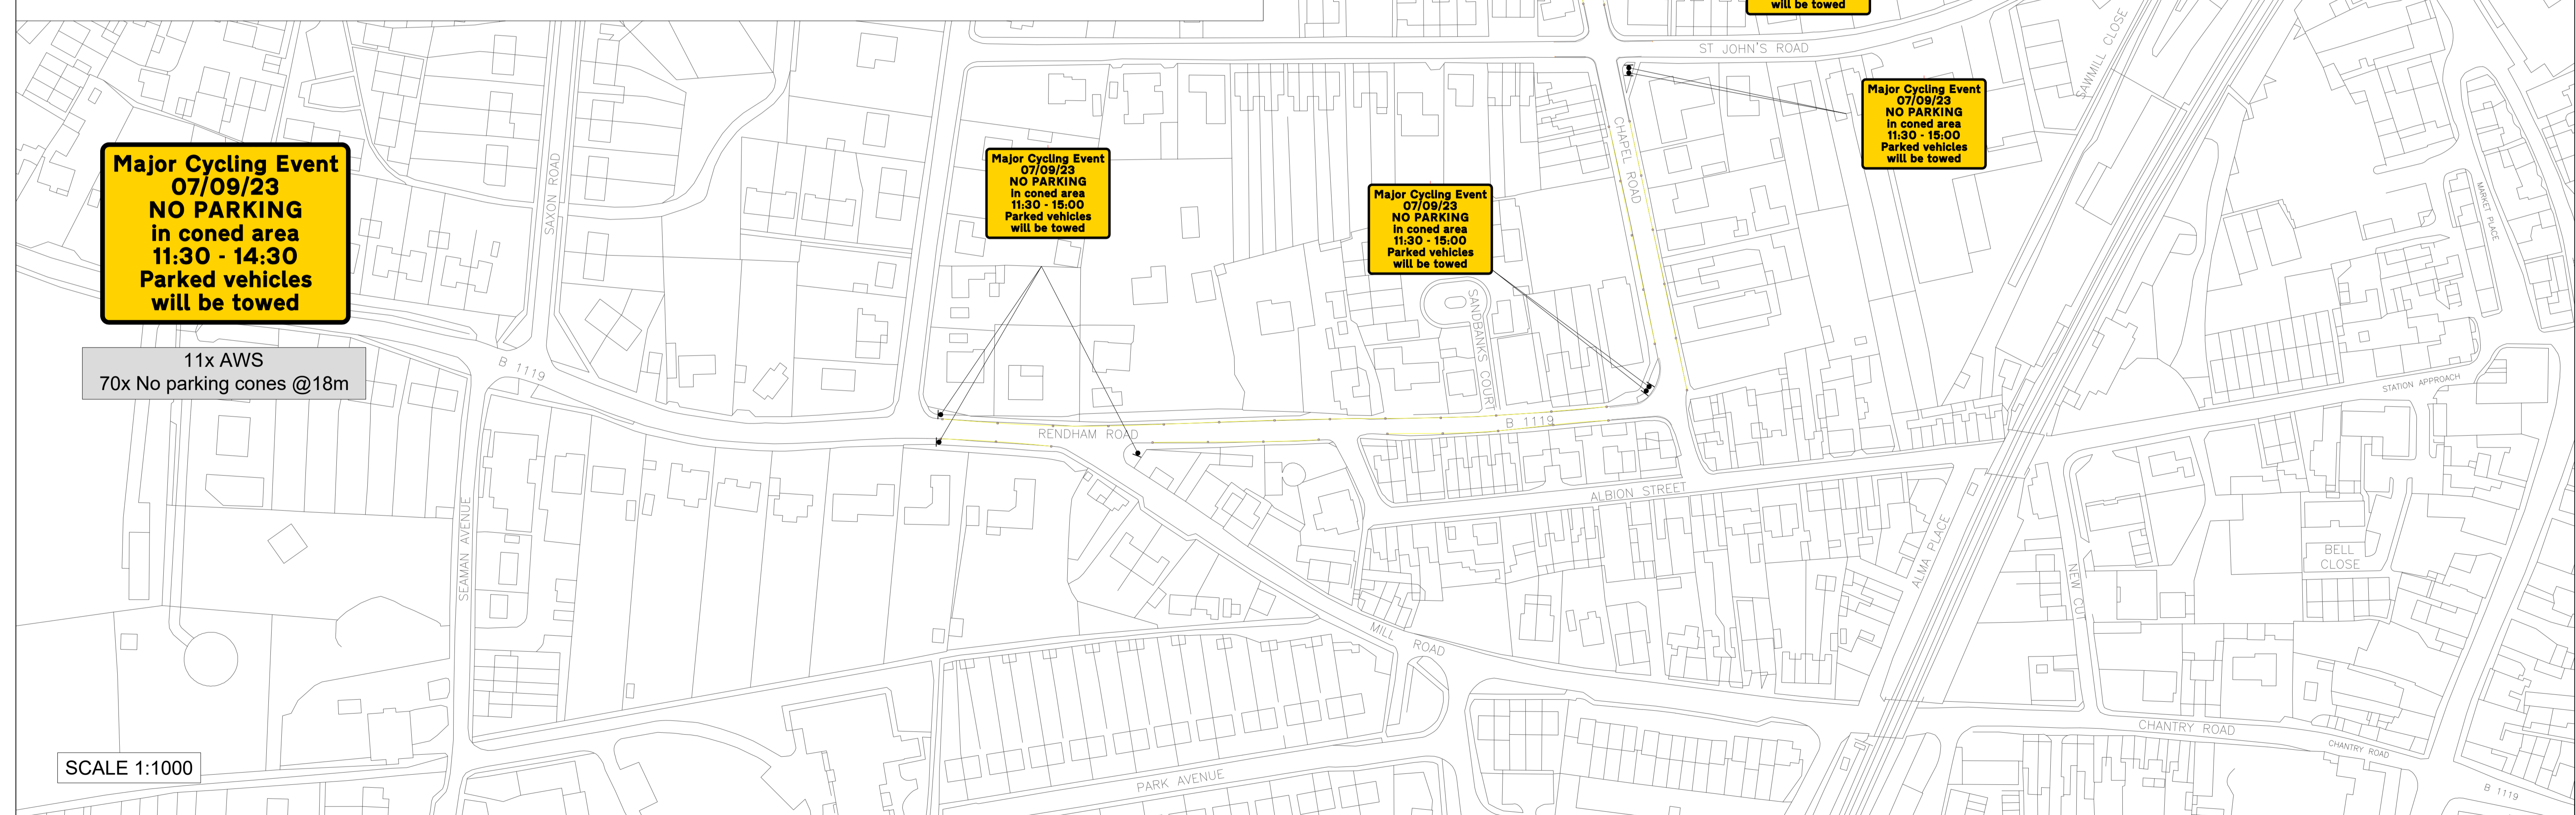 will be towed
ST JOHN'S ROAD
SAWMILL CLOSE
Major Cycling Event
07/09/23
NO PARKING
in coned area
11:30 - 15:00
Parked vehicles
will be towed
CHAPEL ROAD
Major Cycling Event
07/09/23
NO PARKING
in coned area
11:30 - 14:30
Parked vehicles
will be towed
SAXON ROAD
Major Cycling Event
07/09/23
NO PARKING
in coned area
11:30 - 15:00
Parked vehicles
will be towed
Major Cycling Event
07/09/23
NO PARKING
in coned area
11:30 - 15:00
Parked vehicles
will be towed
MARKET PLACE
SANDBANKS COURT
11x AWS
70x No parking cones @18m
B 1119
STATION APPROACH
RENDHAM ROAD
B 1119
ALBION STREET
SEAMAN AVENUE
ALMA PLACE
NEW CUT
BELL
CLOSE
MILL ROAD
CHANTRY ROAD
CHANTRY ROAD
SCALE 1:1000
PARK AVENUE
B 1119